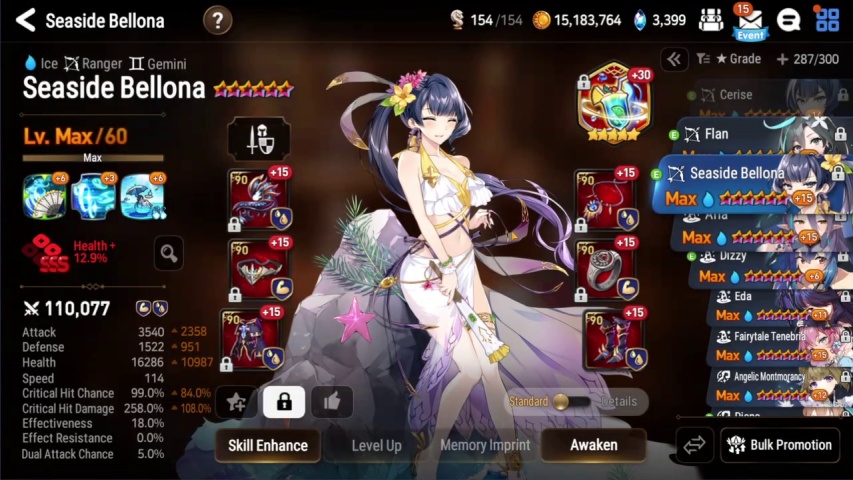 Seaside Bellona
?
154/154
15,183,764
3,399
15
Event
Ice Ranger Gemini
Seaside Bellona
Lv. Max/60
Max
+6 +3 +6
Health +
12.9%
110,077
Attack 3540 2358
Defense 1522 951
Health 16286 10987
Speed 114
Critical Hit Chance 99.0% 84.0%
Critical Hit Damage 258.0% 108.0%
Effectiveness 18.0%
Effect Resistance 0.0%
Dual Attack Chance 5.0%
90 +15
90 +15
90 +15
+30
90 +15
90 +15
90 +15
Standard Details
Skill Enhance
Level Up
Memory Imprint
Awaken
Grade
287/300
Cerise
E Flan
E Seaside Bellona
Max +15
Max +15
E Dizzy
Max +6
Eda
Max +11
Fairytale Tenebria
Max +15
Angelic Montmorancy
Max +12
Bulk Promotion